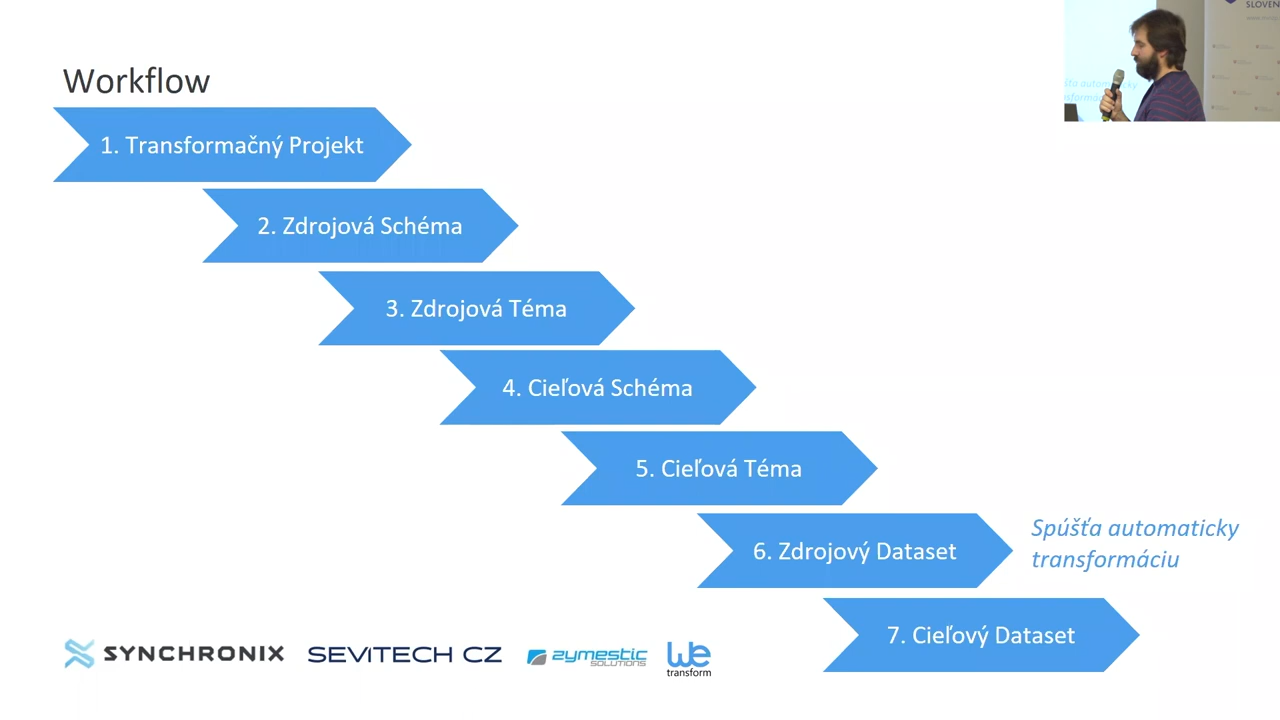 SLOVEN
Workflow
1. Transformačný Projekt
2. Zdrojová Schéma
3. Zdrojová Téma
4. Cieľová Schéma
5. Cieľová Téma
6. Zdrojový Dataset
Spúšťa automaticky
transformáciu
7. Cieľový Dataset
SYNCHRONIX
SEVITECH CZ
zymestic
SOLUTIONS
we
transform